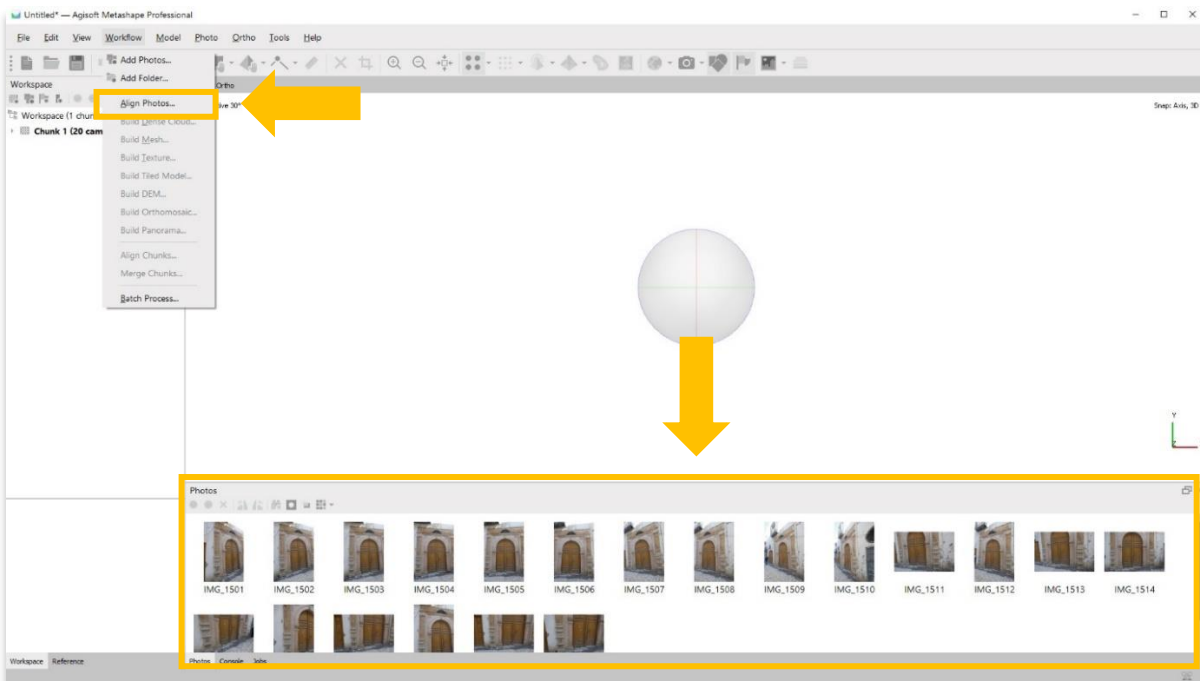 Untitled* — Agisoft Metashape Professional
File Edit View Workflow Model Photo Ortho Tools Help
Workspace
Workspace (1 chun
Chunk 1 (20 cam
Add Photos...
Add Folder...
Align Photos...
Build Dense Cloud...
Build Mesh...
Build Texture...
Build Tiled Model...
Build DEM...
Build Orthomosaic...
Build Panorama...
Align Chunks...
Merge Chunks...
Batch Process...
Ortho
ive 30°
Snap: Axis, 3D
Y
Photos
IMG_1501 IMG_1502 IMG_1503 IMG_1504 IMG_1505 IMG_1506 IMG_1507 IMG_1508 IMG_1509 IMG_1510 IMG_1511 IMG_1512 IMG_1513 IMG_1514
Workspace Reference
Photos Console Jobs